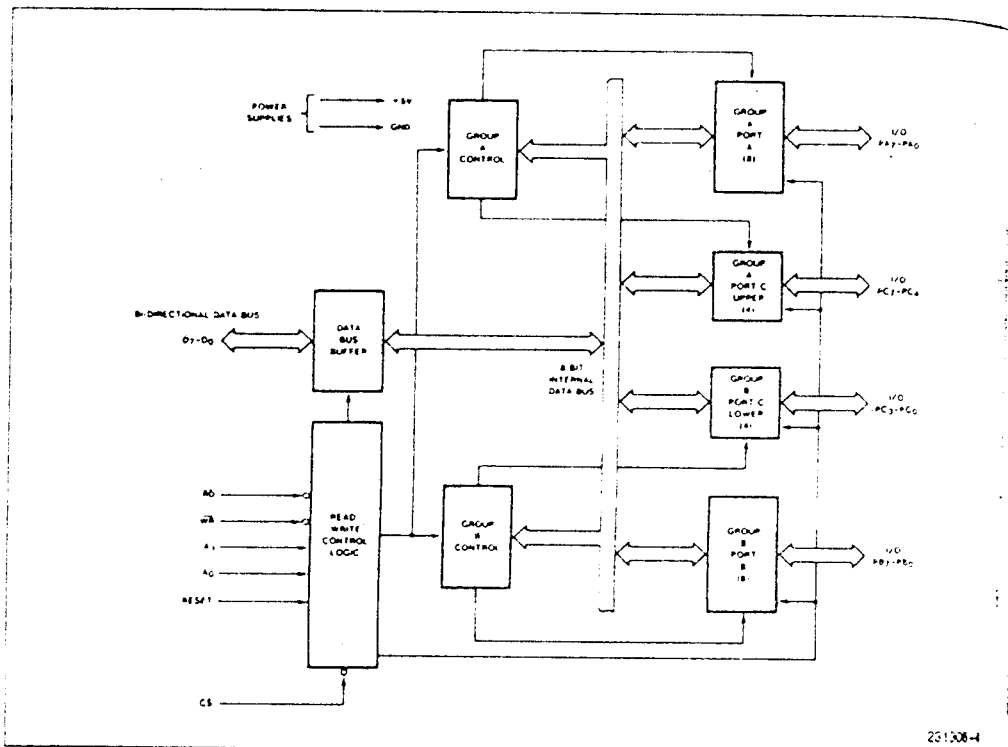 POWER
SUPPLIES
+5V
GND
GROUP
A
CONTROL
GROUP
A
PORT
A
(8)
I/O
PA7-PA0
GROUP
A
PORT C
UPPER
(4)
I/O
PC7-PC4
BI-DIRECTIONAL DATA BUS
D7-D0
DATA
BUS
BUFFER
8 BIT
INTERNAL
DATA BUS
GROUP
B
PORT C
LOWER
(4)
I/O
PC3-PC0
RD
WR
A1
A0
RESET
READ
WRITE
CONTROL
LOGIC
GROUP
B
CONTROL
GROUP
B
PORT
B
(8)
I/O
PB7-PB0
CS
231308-4